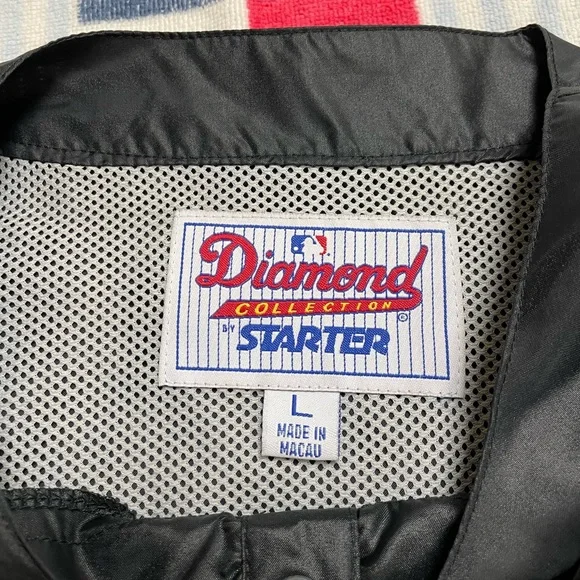 Diamond
COLLECTION
®
BY STARTER
L
MADE IN
MACAU